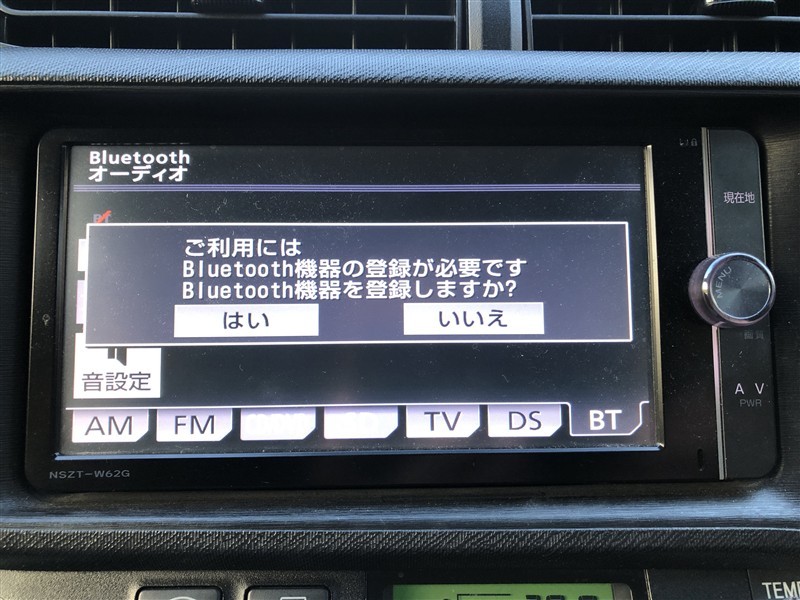 Bluetooth
オーディオ
現在地
ご利用には
Bluetooth機器の登録が必要です
Bluetooth機器を登録しますか?
はい
いいえ
MENU
音設定
A V
PWR
AM
FM
TV
DS
BT
NSZT-W62G
TEMP